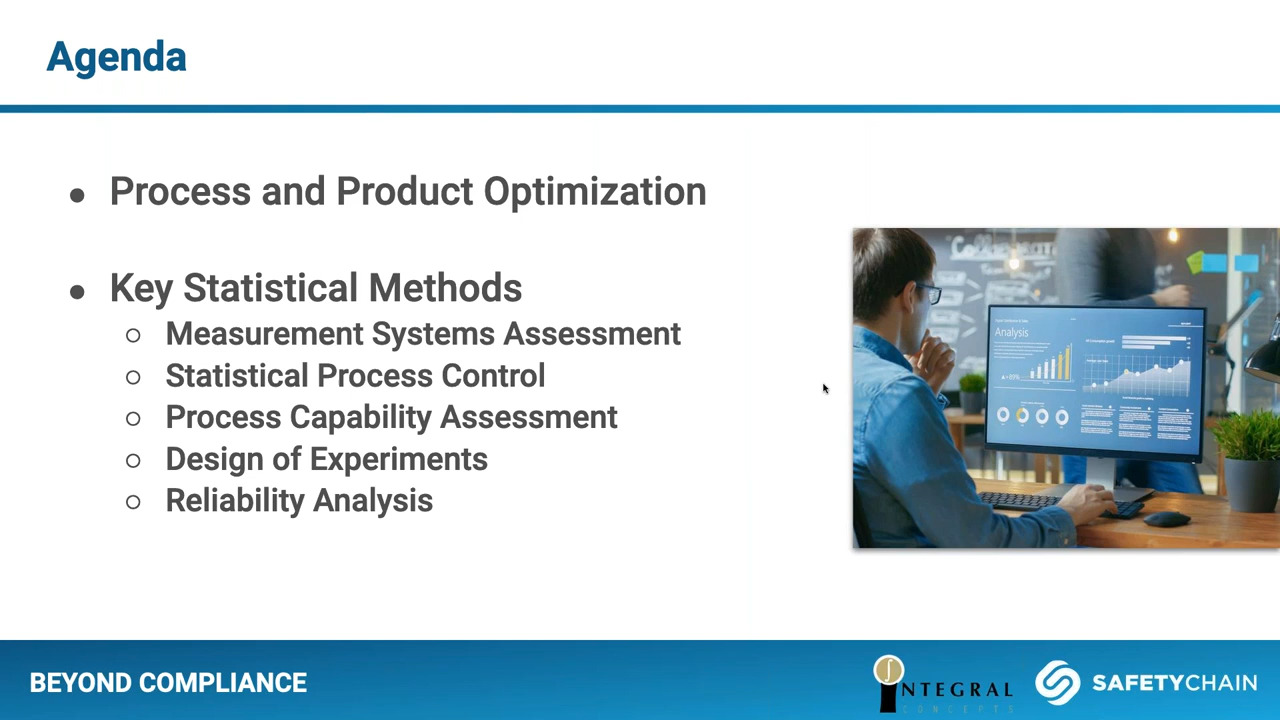 Agenda
● Process and Product Optimization
● Key Statistical Methods
○ Measurement Systems Assessment
○ Statistical Process Control
○ Process Capability Assessment
○ Design of Experiments
○ Reliability Analysis
Analysis
BEYOND COMPLIANCE
INTEGRAL
CONCEPTS
SAFETYCHAIN